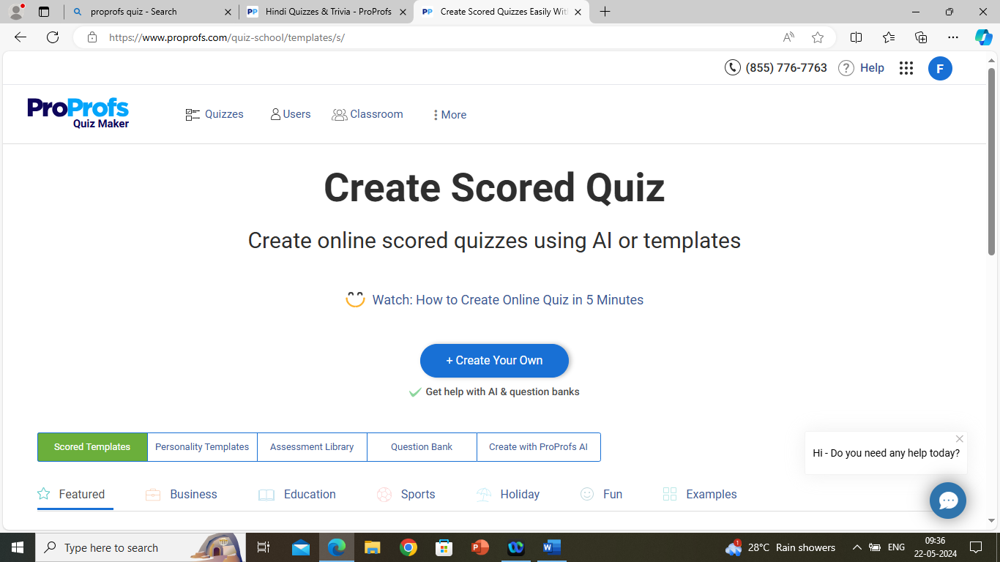 proprofs quiz - Search
Hindi Quizzes & Trivia - ProProfs
Create Scored Quizzes Easily Wit
https://www.proprofs.com/quiz-school/templates/s/
(855) 776-7763
? Help
F
ProProfs
Quiz Maker
Quizzes
Users
Classroom
More
Create Scored Quiz
Create online scored quizzes using AI or templates
Watch: How to Create Online Quiz in 5 Minutes
+ Create Your Own
Get help with AI & question banks
Scored Templates
Personality Templates
Assessment Library
Question Bank
Create with ProProfs AI
Hi - Do you need any help today?
Featured
Business
Education
Sports
Holiday
Fun
Examples
Type here to search
1
28°C Rain showers
ENG
09:36
22-05-2024